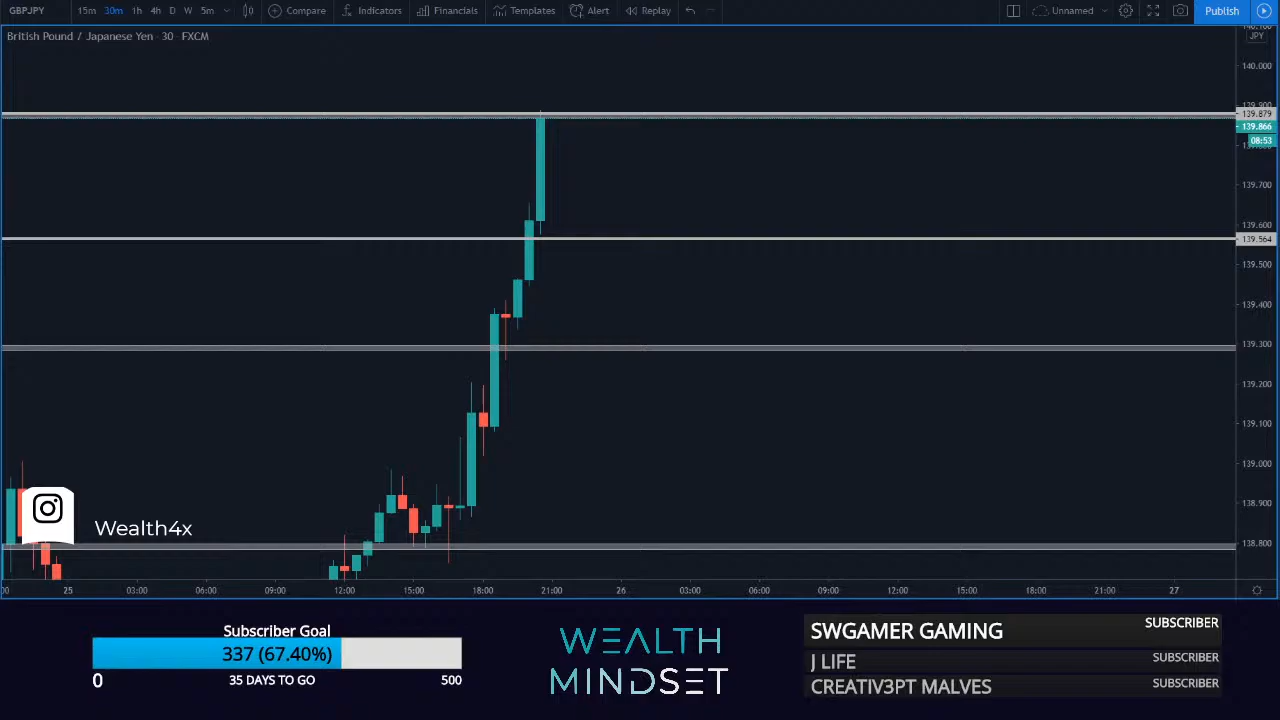 GBPJPY 15m 30m 1h 4h D W 5m Compare Indicators Financials Templates Alert Replay Unnamed Publish
British Pound / Japanese Yen · 30 · FXCM
JPY
140.000
139.879
139.866
08:53
139.700
139.600
139.564
139.500
139.400
139.300
139.200
139.100
139.000
138.900
138.800
Wealth4x
25 03:00 06:00 09:00 12:00 15:00 18:00 21:00 26 03:00 06:00 09:00 12:00 15:00 18:00 21:00 27
Subscriber Goal
337 (67.40%)
0 35 DAYS TO GO 500
WEALTH
MINDSET
SWGAMER GAMING SUBSCRIBER
J LIFE SUBSCRIBER
CREATIV3PT MALVES SUBSCRIBER